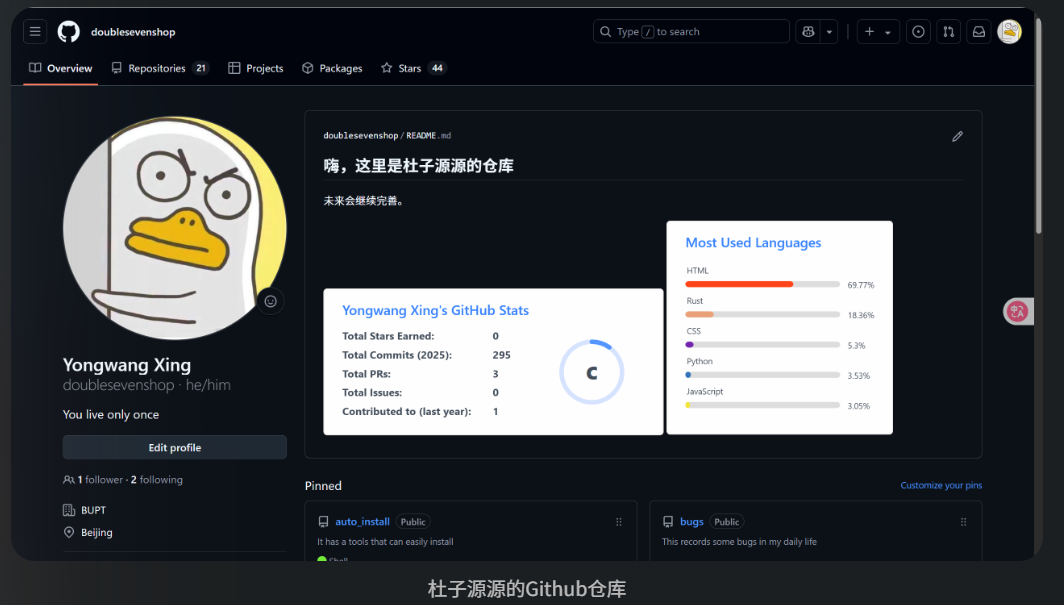 doublesevenshop
Type / to search
Overview
Repositories 21
Projects
Packages
Stars 44
doublesevenshop/README.md
嗨，这里是杜子源源的仓库
未来会继续完善。
Most Used Languages
HTML
69.77%
Rust
18.36%
CSS
5.3%
Python
3.53%
JavaScript
3.05%
Yongwang Xing's GitHub Stats
Total Stars Earned: 0
Total Commits (2025): 295
Total PRs: 3
Total Issues: 0
Contributed to (last year): 1
C
Yongwang Xing
doublesevenshop · he/him
You live only once
Edit profile
1 follower · 2 following
BUPT
Beijing
Pinned
Customize your pins
auto_install Public
It has a tools that can easily install
Shell
bugs Public
This records some bugs in my daily life
杜子源源的Github仓库